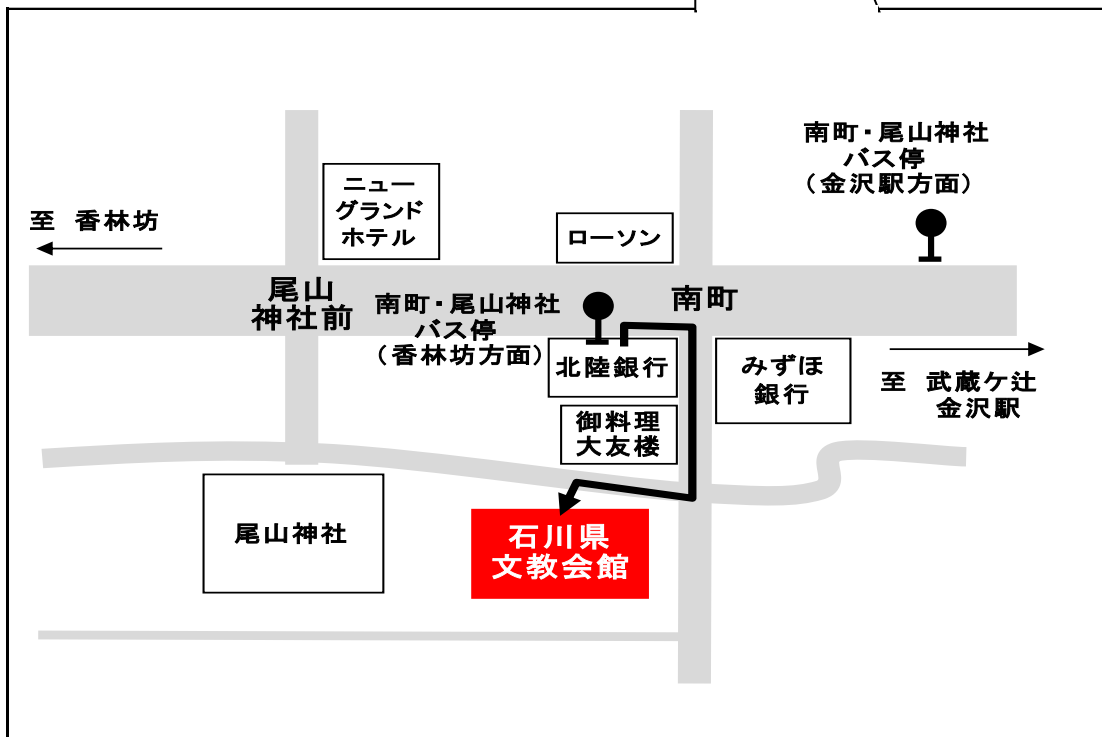 南町・尾山神社
バス停
（金沢駅方面）
ニュー
グランド
ホテル
至 香林坊
ローソン
尾山
神社前
南町・尾山神社
バス停
（香林坊方面）
南町
北陸銀行
みずほ
銀行
至 武蔵ケ辻
金沢駅
御料理
大友楼
尾山神社
石川県
文教会館